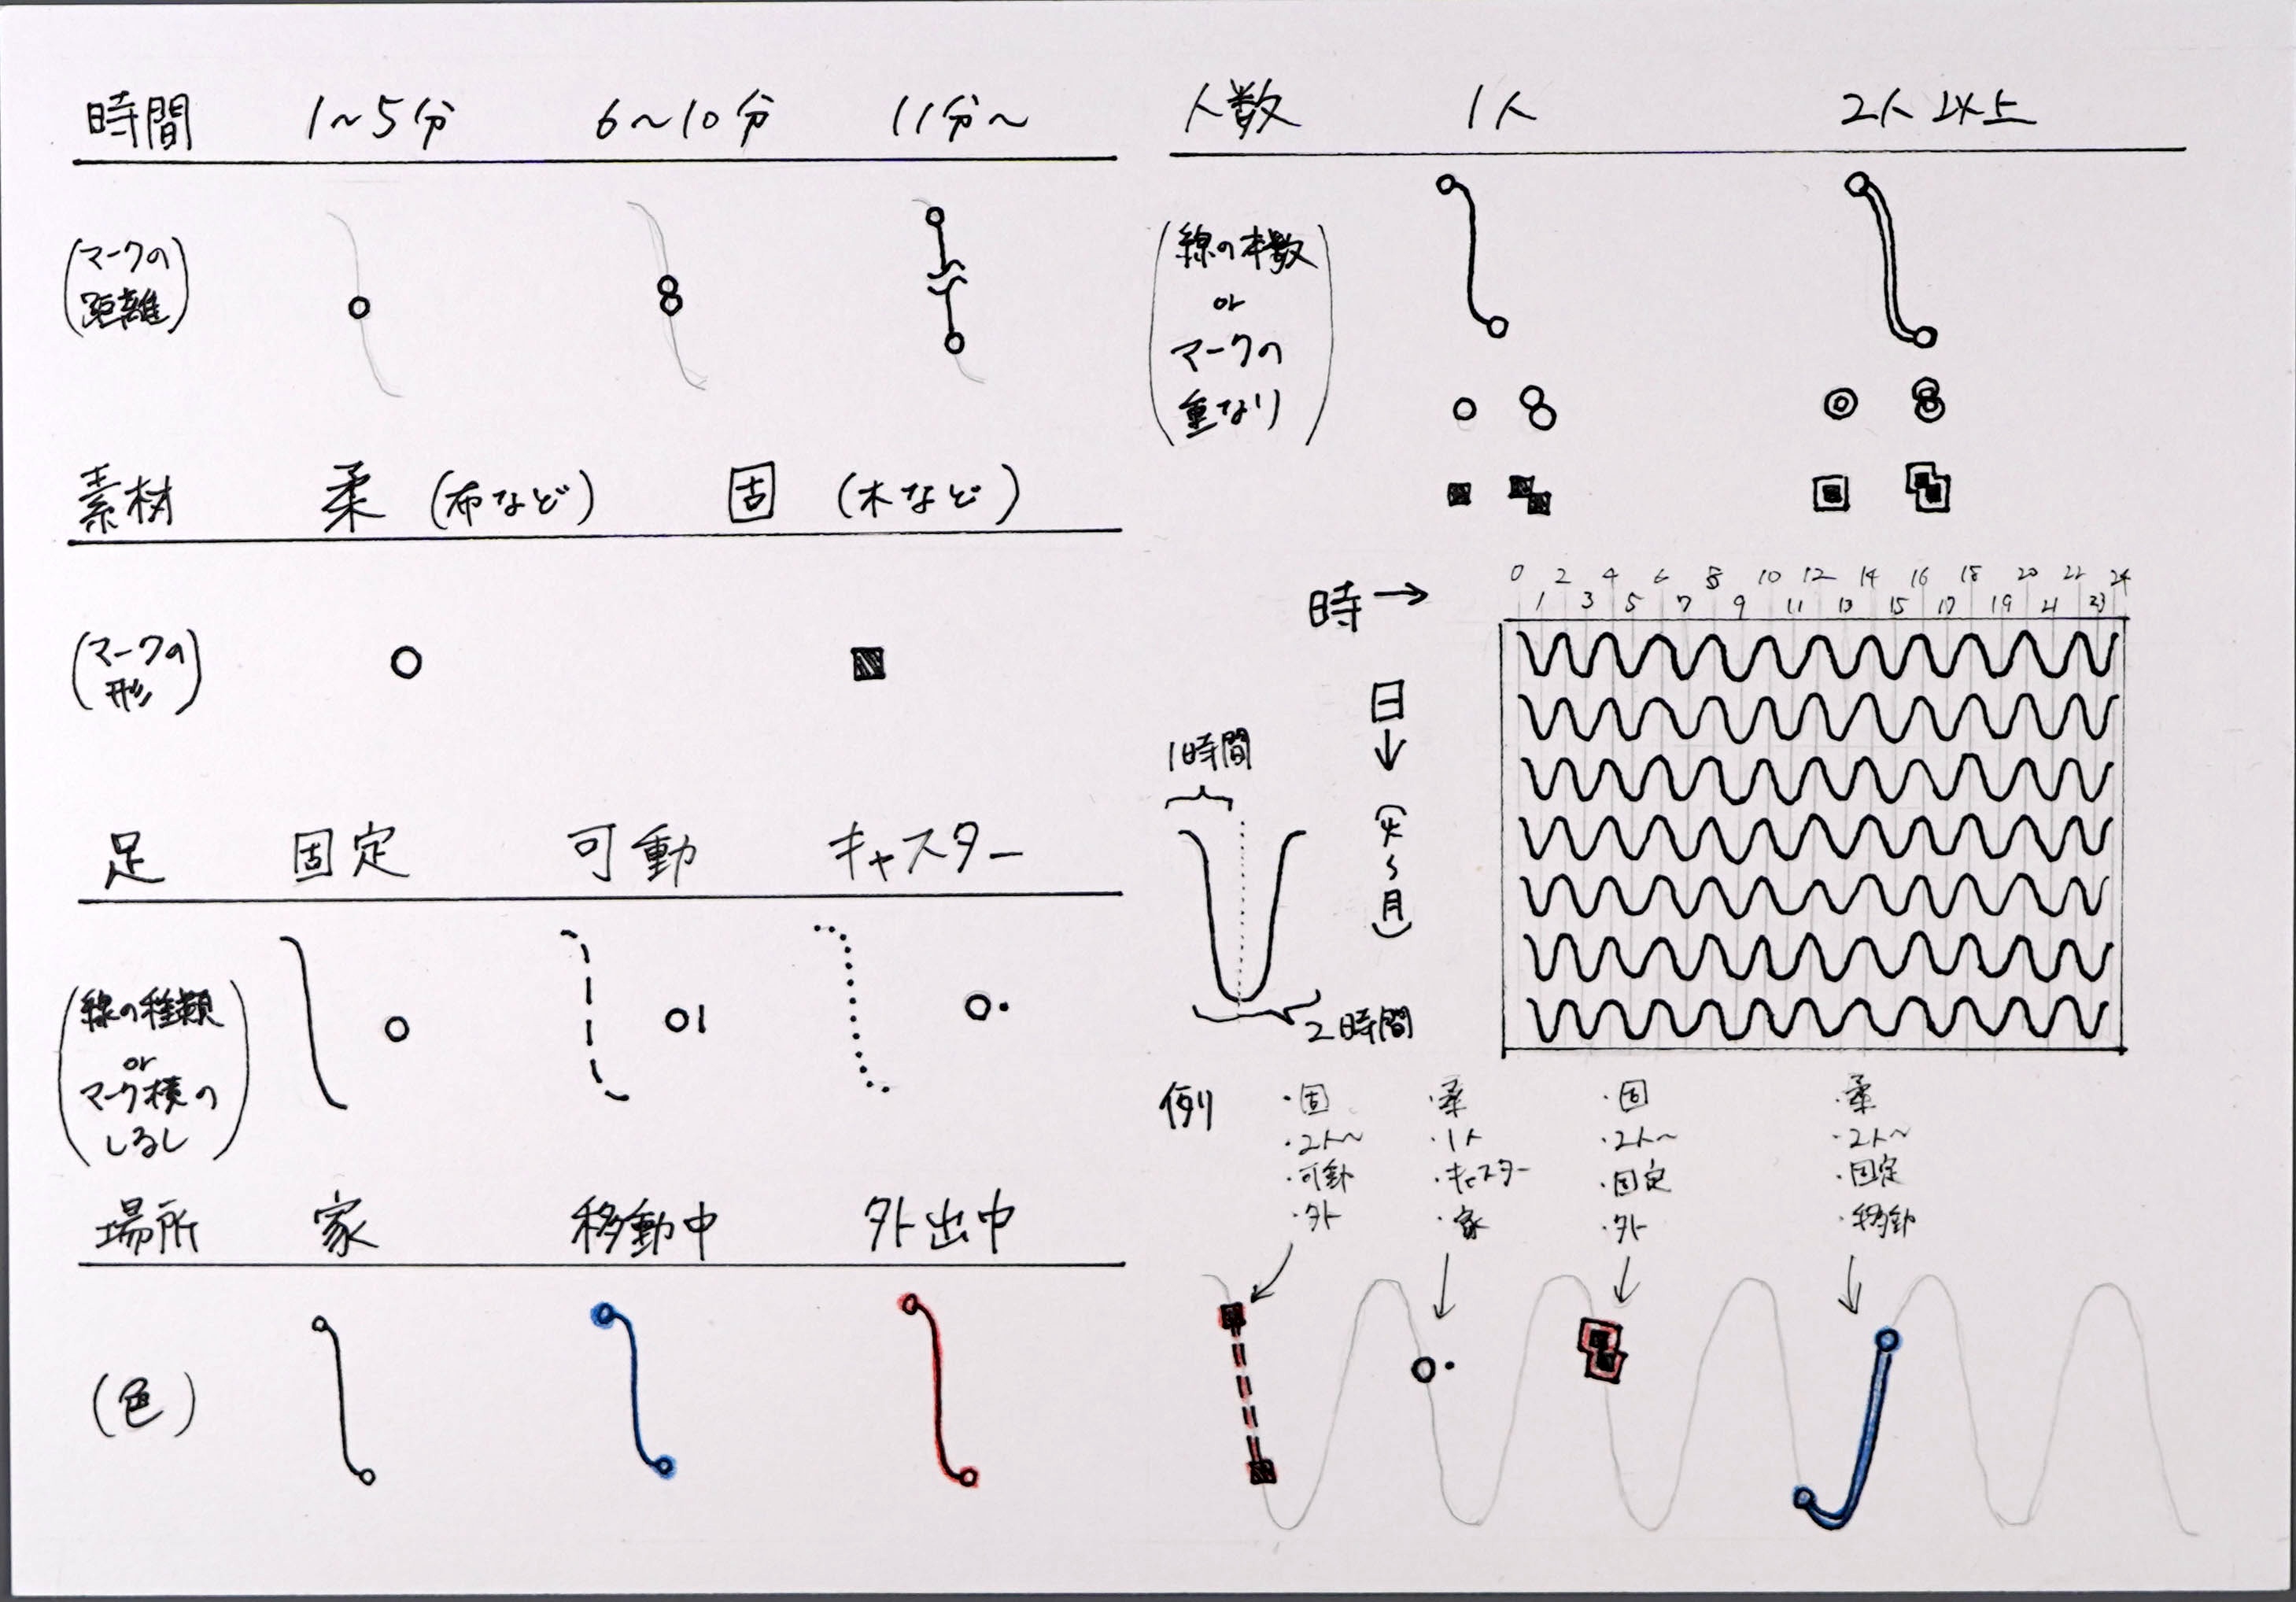 時間 1〜5分 6〜10分 11分〜
(マークの
距離)
素材 柔 (布など) 固 (木など)
(マークの
形)
足 固定 可動 キャスター
(線の種類
or
マーク横の
しるし)
場所 家 移動中 外出中
(色)
人数 1人 2人以上
(線の本数
or
マークの
重なり)
時→
0 2 4 6 8 10 12 14 16 18 20 22 24
1 3 5 7 9 11 13 15 17 19 21 23
日
↓
(火〜月)
1時間
2時間
例
・固
・2人〜
・可動
・外
・柔
・1人
・キャスター
・家
・固
・2人〜
・固定
・外
・柔
・2人〜
・固定
・移動